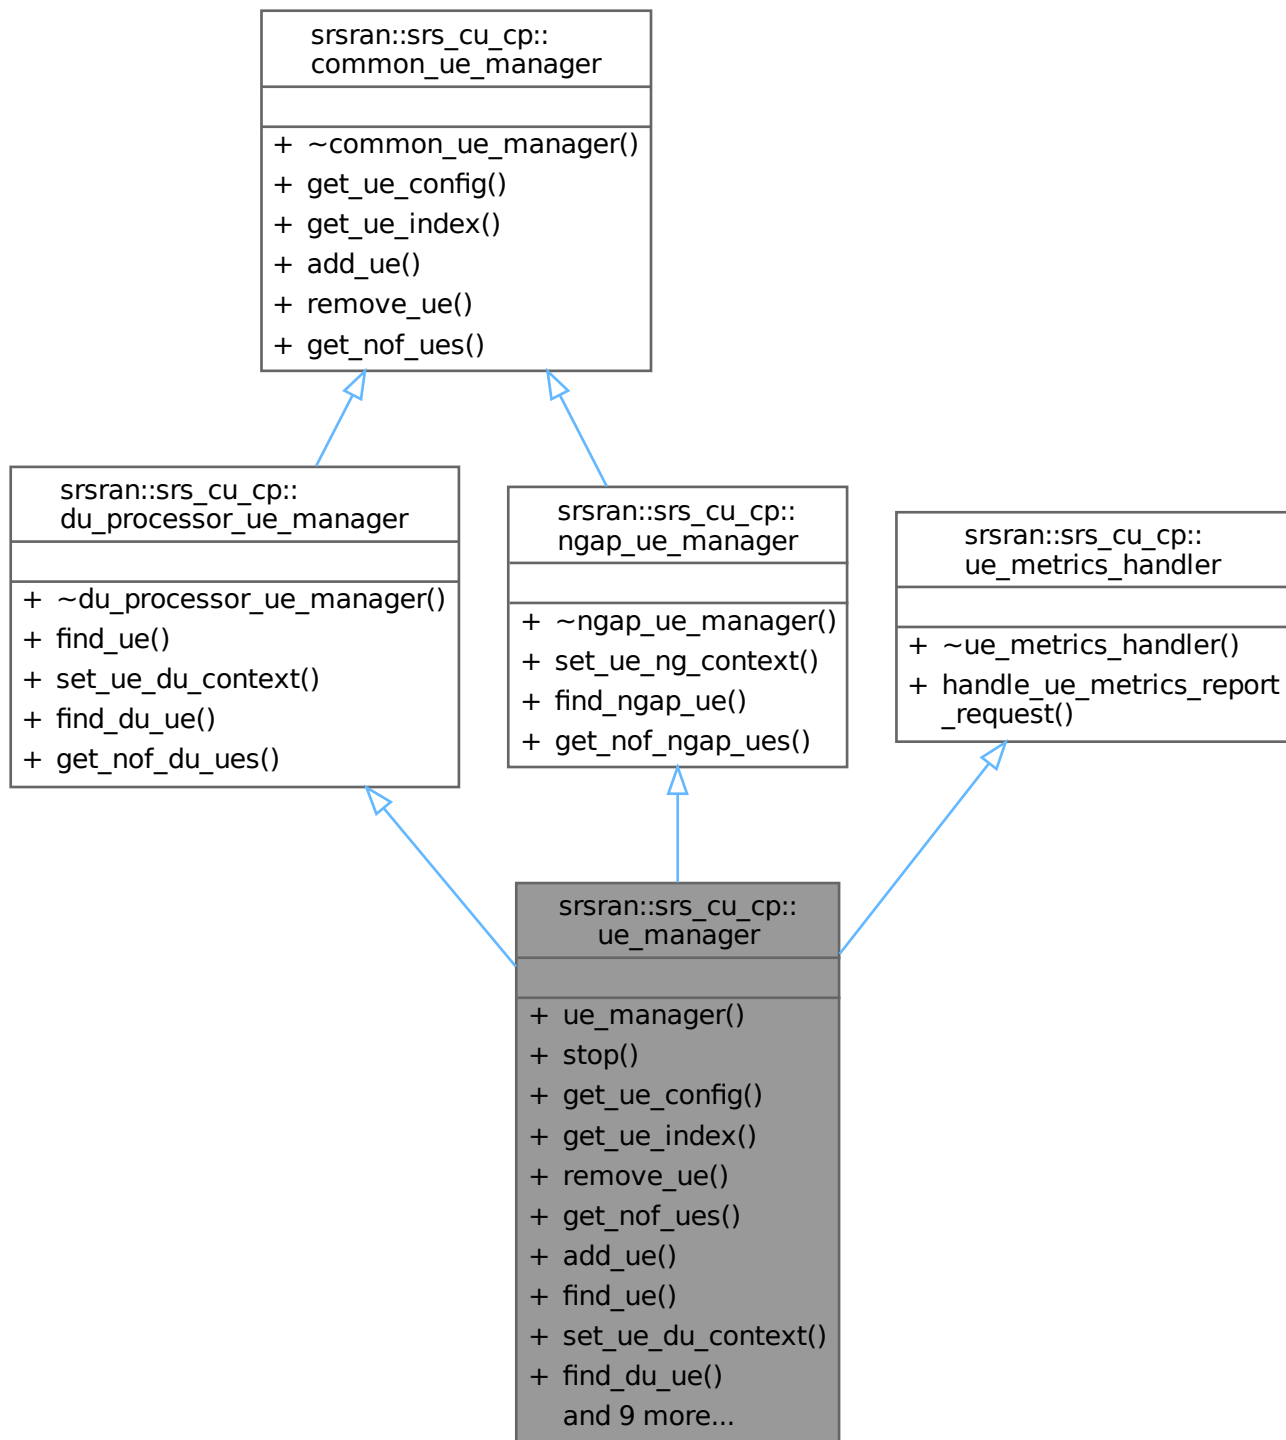 srsran::srs_cu_cp::
common_ue_manager
+ ~common_ue_manager()
+ get_ue_config()
+ get_ue_index()
+ add_ue()
+ remove_ue()
+ get_nof_ues()
srsran::srs_cu_cp::
du_processor_ue_manager
+ ~du_processor_ue_manager()
+ find_ue()
+ set_ue_du_context()
+ find_du_ue()
+ get_nof_du_ues()
srsran::srs_cu_cp::
ngap_ue_manager
+ ~ngap_ue_manager()
+ set_ue_ng_context()
+ find_ngap_ue()
+ get_nof_ngap_ues()
srsran::srs_cu_cp::
ue_metrics_handler
+ ~ue_metrics_handler()
+ handle_ue_metrics_report
_request()
srsran::srs_cu_cp::
ue_manager
+ ue_manager()
+ stop()
+ get_ue_config()
+ get_ue_index()
+ remove_ue()
+ get_nof_ues()
+ add_ue()
+ find_ue()
+ set_ue_du_context()
+ find_du_ue()
and 9 more...